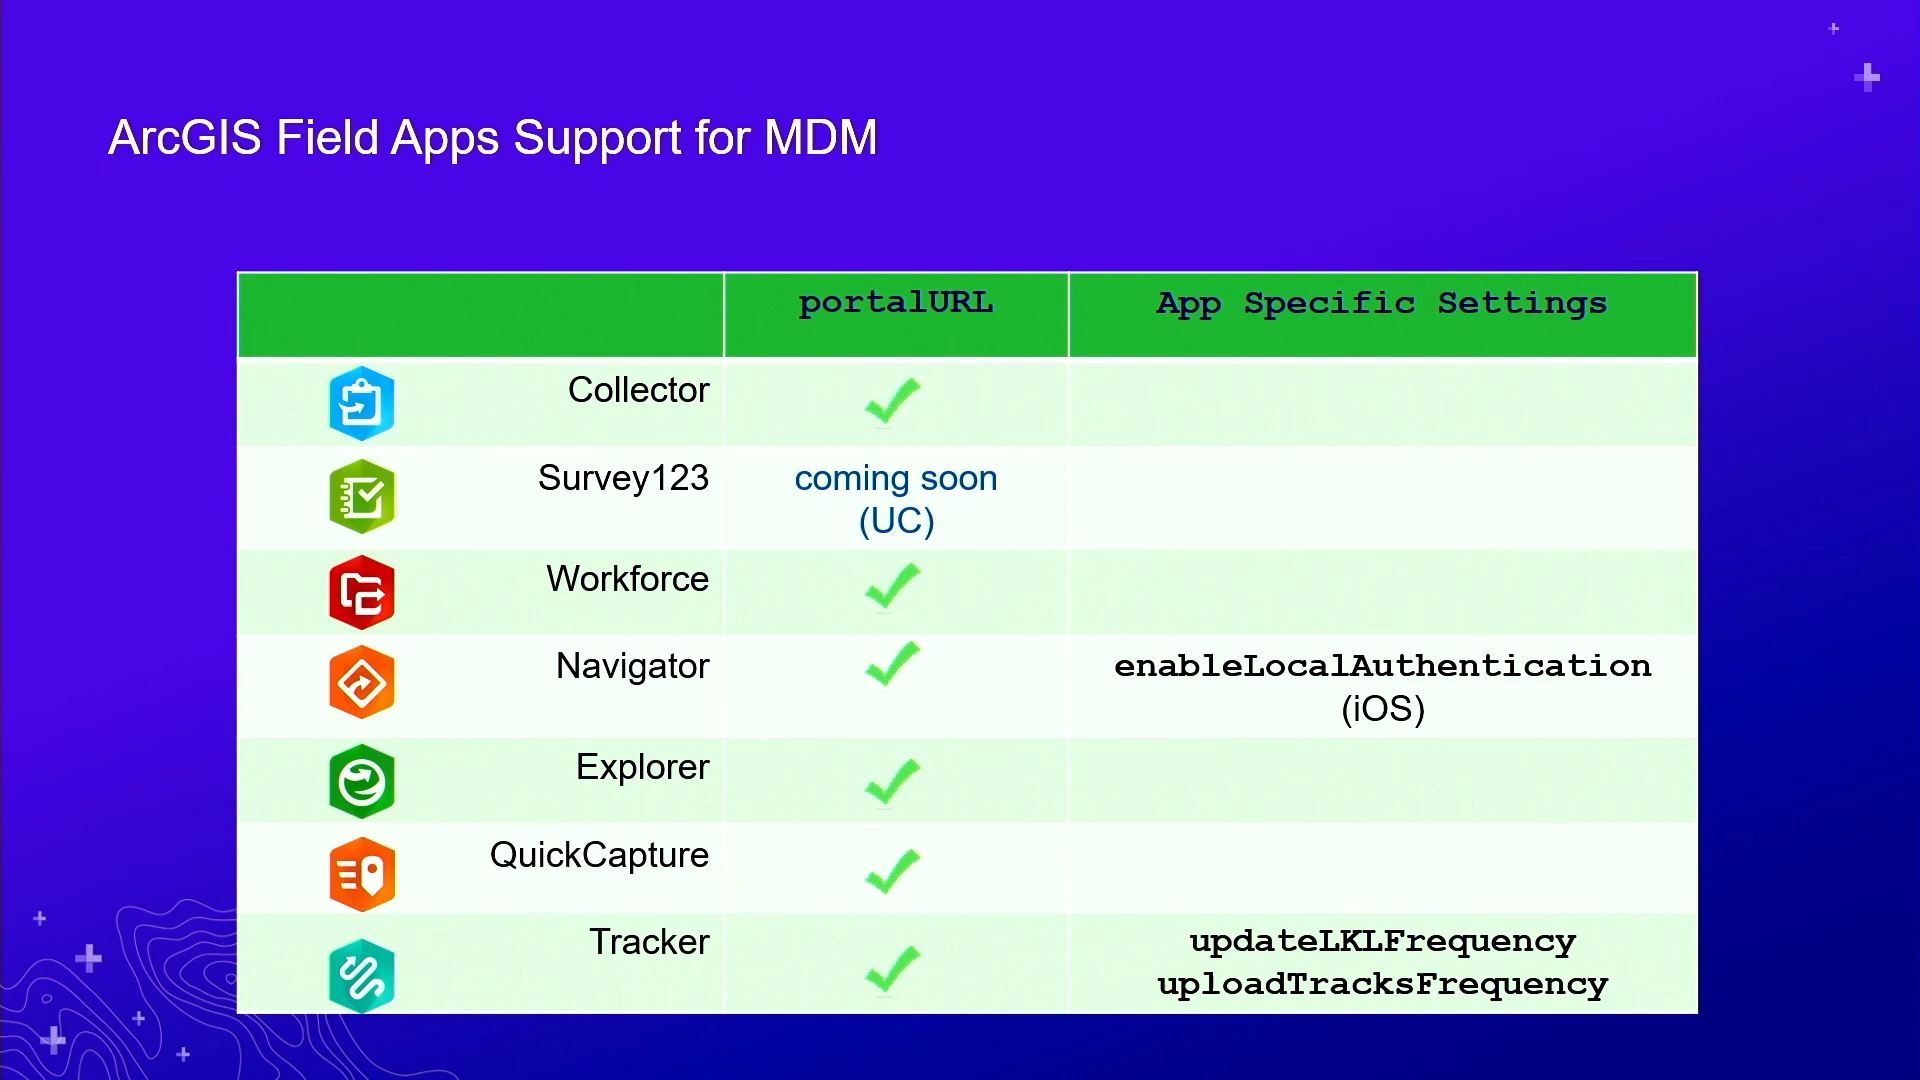 ArcGIS Field Apps Support for MDM
portalURL
App Specific Settings
Collector
Survey123
coming soon
(UC)
Workforce
Navigator
enableLocalAuthentication
(iOS)
Explorer
QuickCapture
Tracker
updateLKLFrequency
uploadTracksFrequency